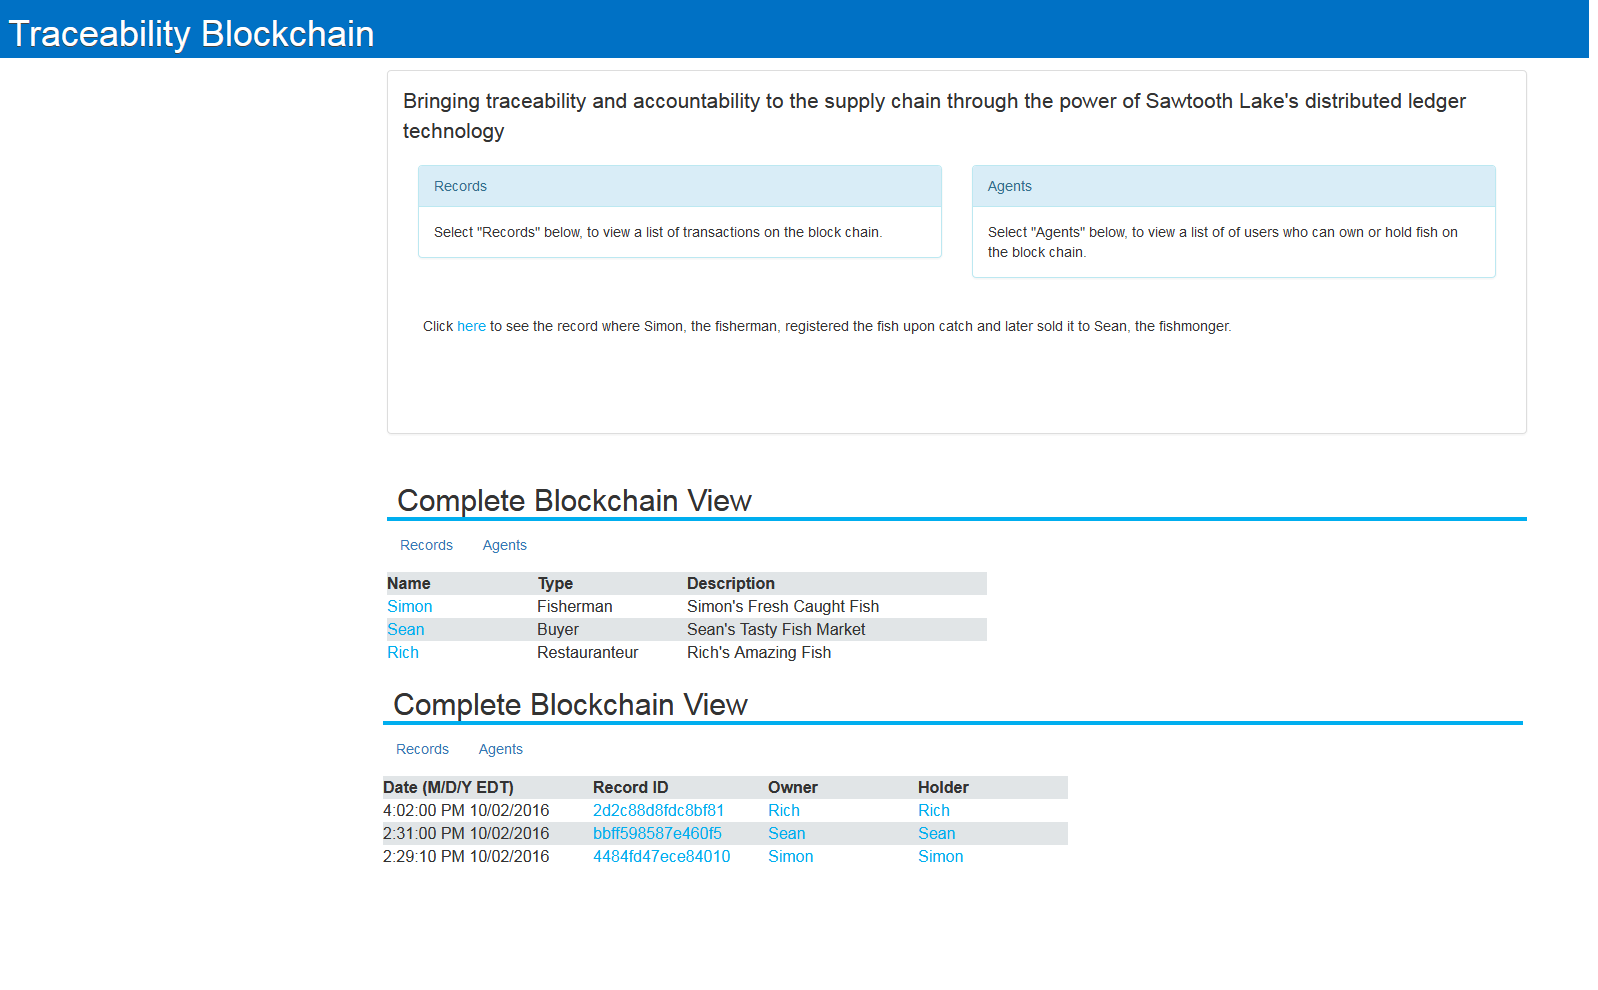 Traceability Blockchain
Bringing traceability and accountability to the supply chain through the power of Sawtooth Lake's distributed ledger
technology
Records
Select "Records" below, to view a list of transactions on the block chain.
Agents
Select "Agents" below, to view a list of of users who can own or hold fish on
the block chain.
Click here to see the record where Simon, the fisherman, registered the fish upon catch and later sold it to Sean, the fishmonger.
Complete Blockchain View
Records Agents
Name Type Description
Simon Fisherman Simon's Fresh Caught Fish
Sean Buyer Sean's Tasty Fish Market
Rich Restauranteur Rich's Amazing Fish
Complete Blockchain View
Records Agents
Date (M/D/Y EDT) Record ID Owner Holder
4:02:00 PM 10/02/2016 2d2c88d8fdc8bf81 Rich Rich
2:31:00 PM 10/02/2016 bbff598587e460f5 Sean Sean
2:29:10 PM 10/02/2016 4484fd47ece84010 Simon Simon